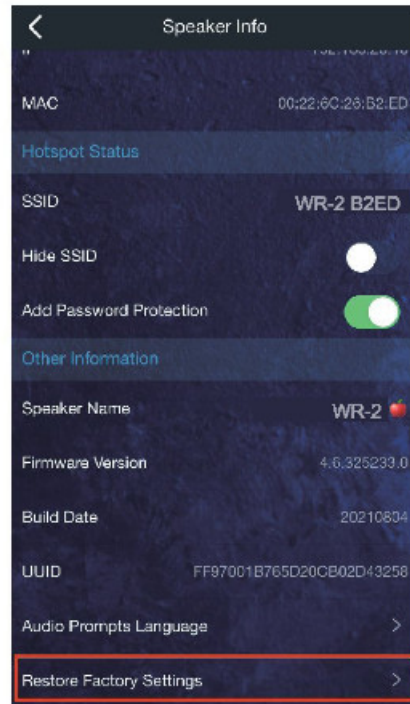 Speaker Info
MAC 00:22:6C:26:B2:ED
Hotspot Status
SSID WR-2 B2ED
Hide SSID
Add Password Protection
Other Information
Speaker Name WR-2
Firmware Version 4.6.325233.0
Build Date 20210804
UUID FF97001B765D20CB02D43258
Audio Prompts Language
Restore Factory Settings